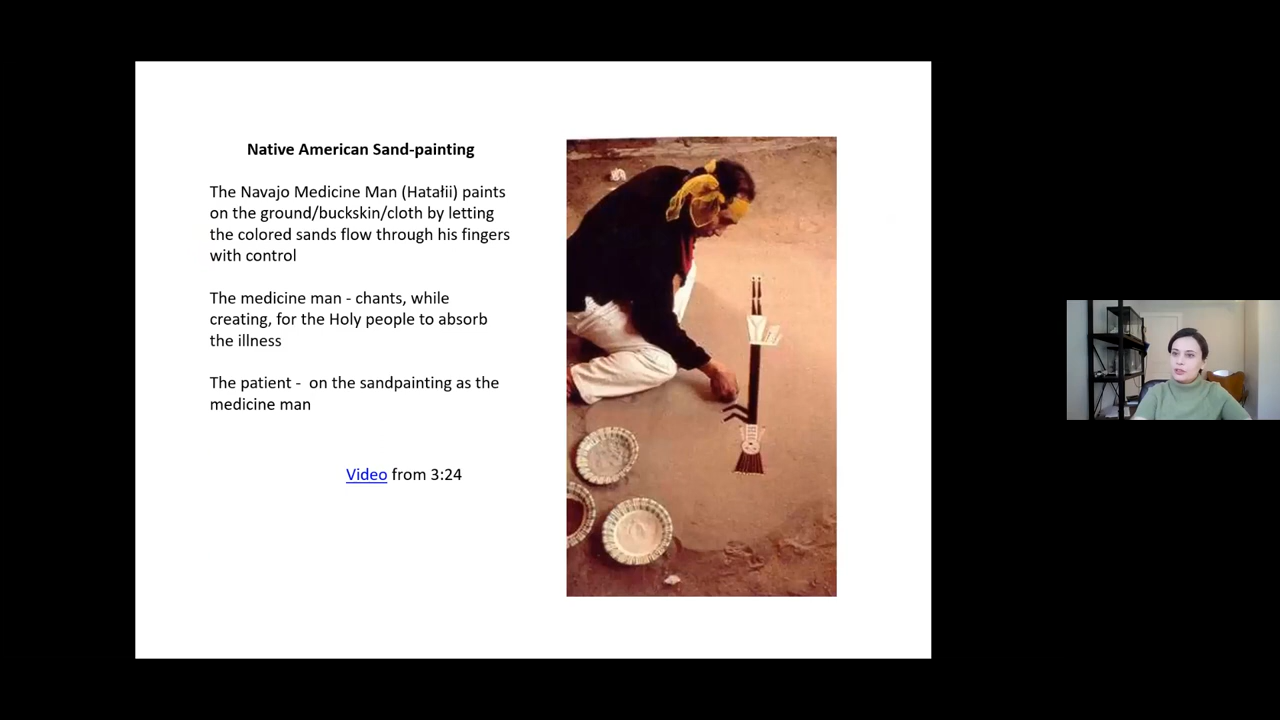 Native American Sand-painting
The Navajo Medicine Man (Hatałii) paints
on the ground/buckskin/cloth by letting
the colored sands flow through his fingers
with control
The medicine man - chants, while
creating, for the Holy people to absorb
the illness
The patient -  on the sandpainting as the
medicine man
Video from 3:24